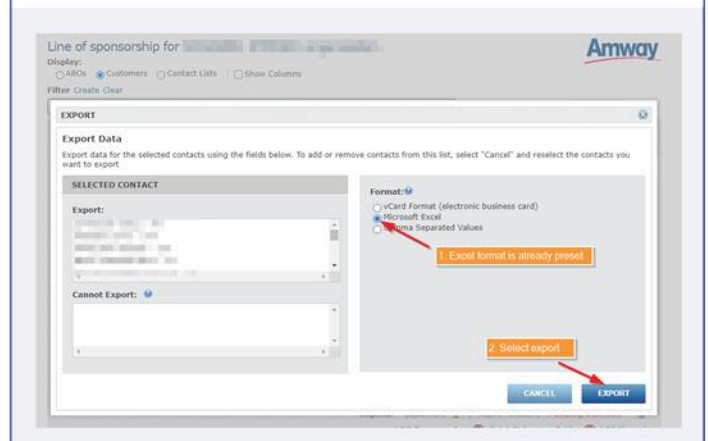 Line of sponsorship for
Amway
Display:
ABOs Customers Contact Lists Show Columns
Filter Create Clear
EXPORT
Export Data
Export data for the selected contacts using the fields below. To add or remove contacts from this list, select "Cancel" and reselect the contacts you
want to export
SELECTED CONTACT
Export:
Cannot Export:
Format:
vCard Format (electronic business card)
Microsoft Excel
Comma Separated Values
1. Excel format is already preset
2. Select export
CANCEL EXPORT